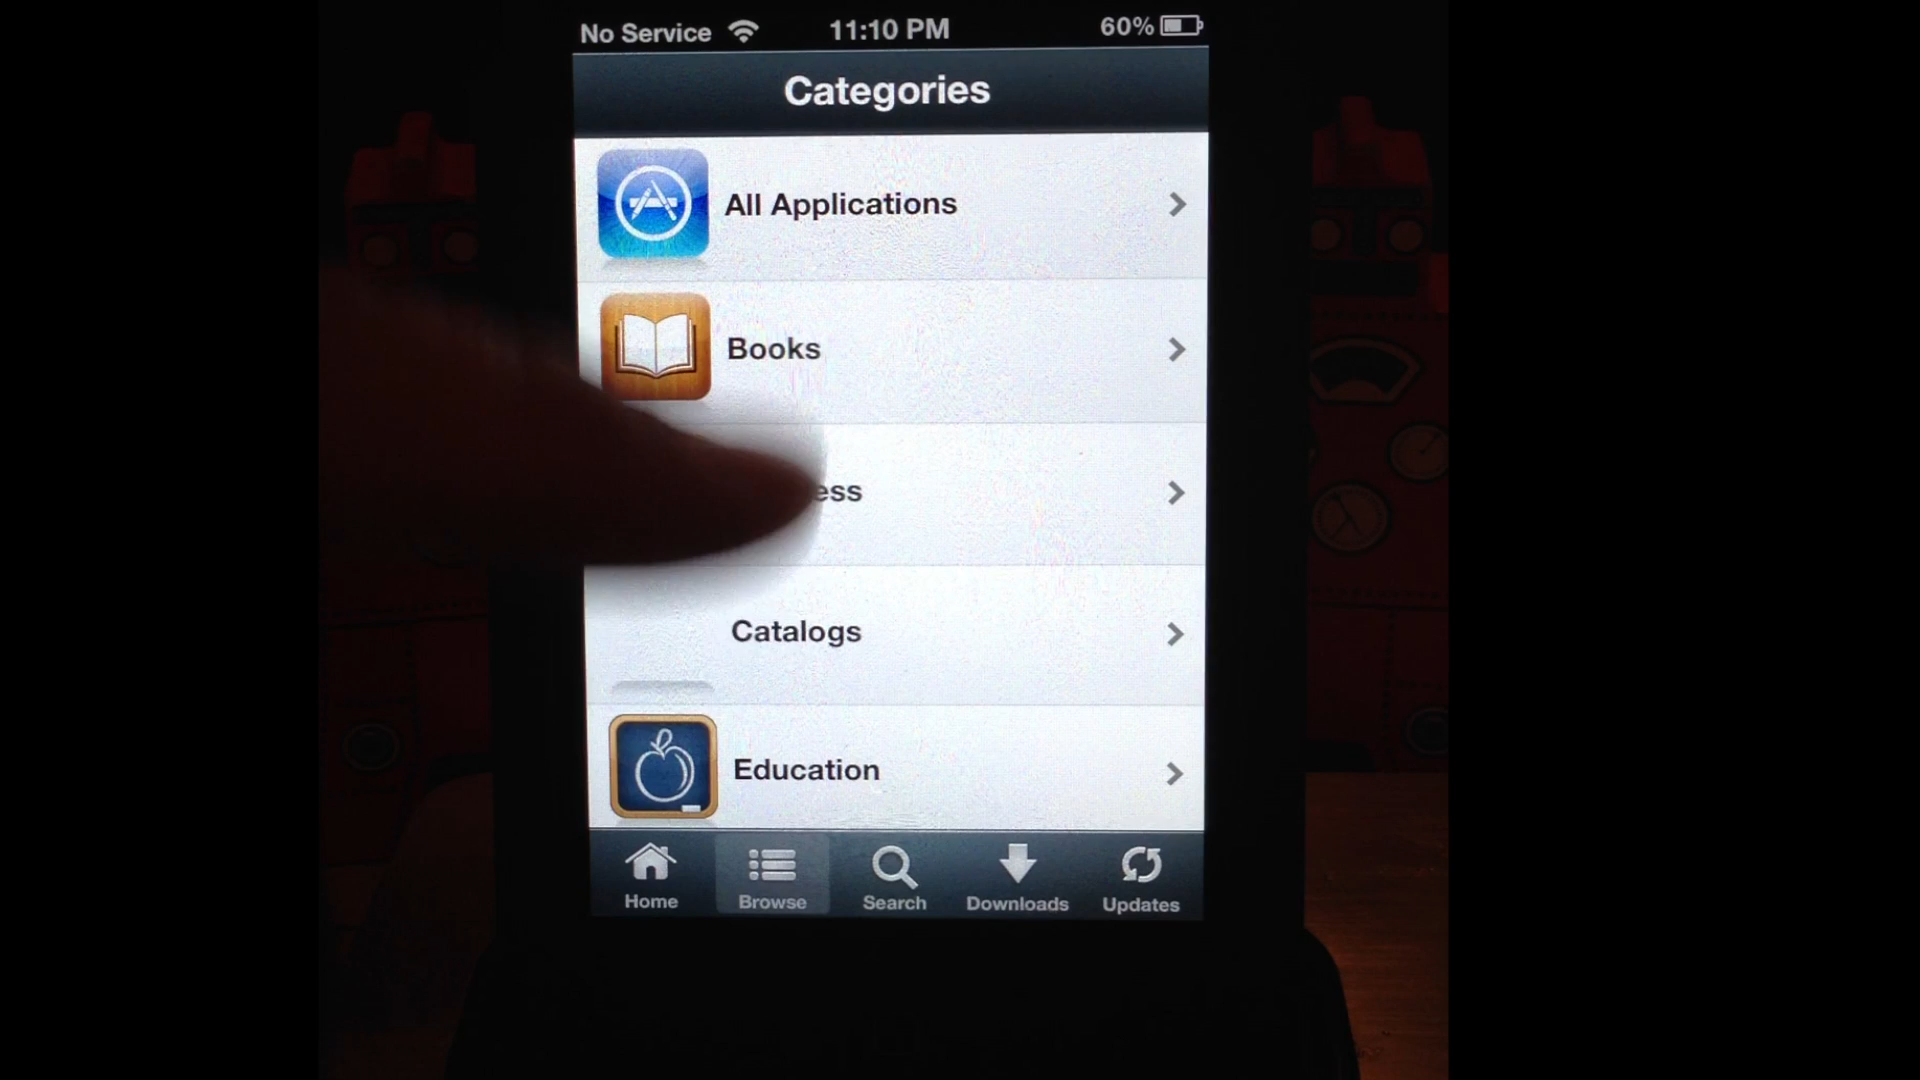 No Service 11:10 PM 60%
Categories
All Applications
Books
Catalogs
Education
Home Browse Search Downloads Updates